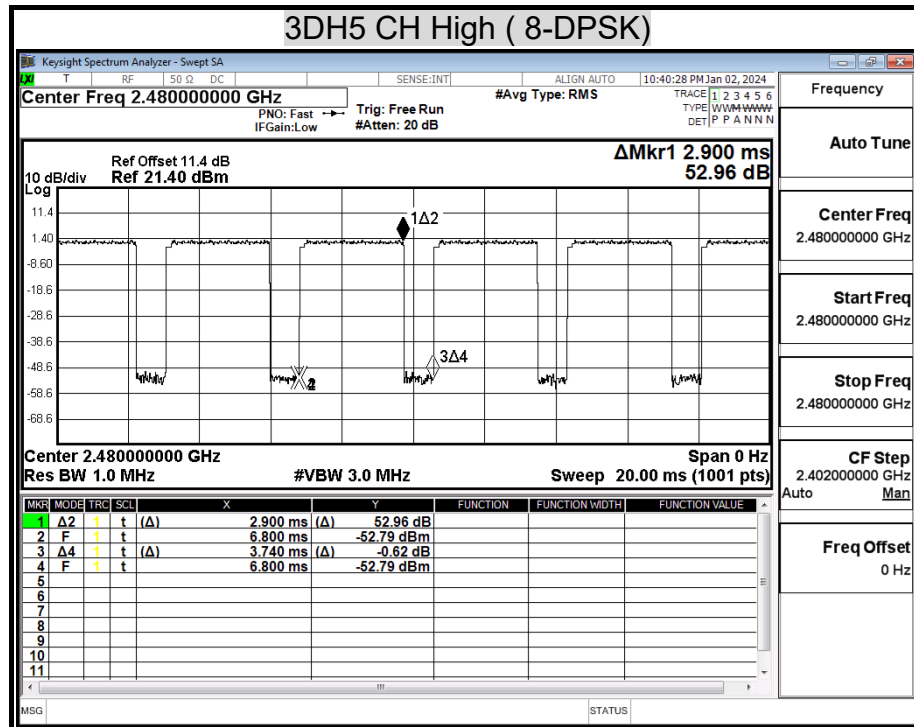 3DH5 CH High ( 8-DPSK)
Keysight Spectrum Analyzer - Swept SA
LXI T RF 50 Ω DC SENSE:INT ALIGN AUTO 10:40:28 PM Jan 02, 2024
Center Freq 2.480000000 GHz
PNO: Fast
IFGain:Low
Trig: Free Run
#Atten: 20 dB
#Avg Type: RMS
TRACE 1 2 3 4 5 6
TYPE WWMWWW
DET P P A N N N
ΔMkr1 2.900 ms
52.96 dB
Ref Offset 11.4 dB
10 dB/div Ref 21.40 dBm
Log
11.4
1.40
-8.60
-18.6
-28.6
-38.6
-48.6
-58.6
-68.6
1Δ2
3Δ4
Center 2.480000000 GHz Span 0 Hz
Res BW 1.0 MHz #VBW 3.0 MHz Sweep 20.00 ms (1001 pts)
MKR MODE TRC SCL X Y FUNCTION FUNCTION WIDTH FUNCTION VALUE
1 Δ2 1 t (Δ) 2.900 ms (Δ) 52.96 dB
2 F 1 t 6.800 ms -52.79 dBm
3 Δ4 1 t (Δ) 3.740 ms (Δ) -0.62 dB
4 F 1 t 6.800 ms -52.79 dBm
5
6
7
8
9
10
11
MSG STATUS
Frequency
Auto Tune
Center Freq
2.480000000 GHz
Start Freq
2.480000000 GHz
Stop Freq
2.480000000 GHz
CF Step
2.402000000 GHz
Auto Man
Freq Offset
0 Hz